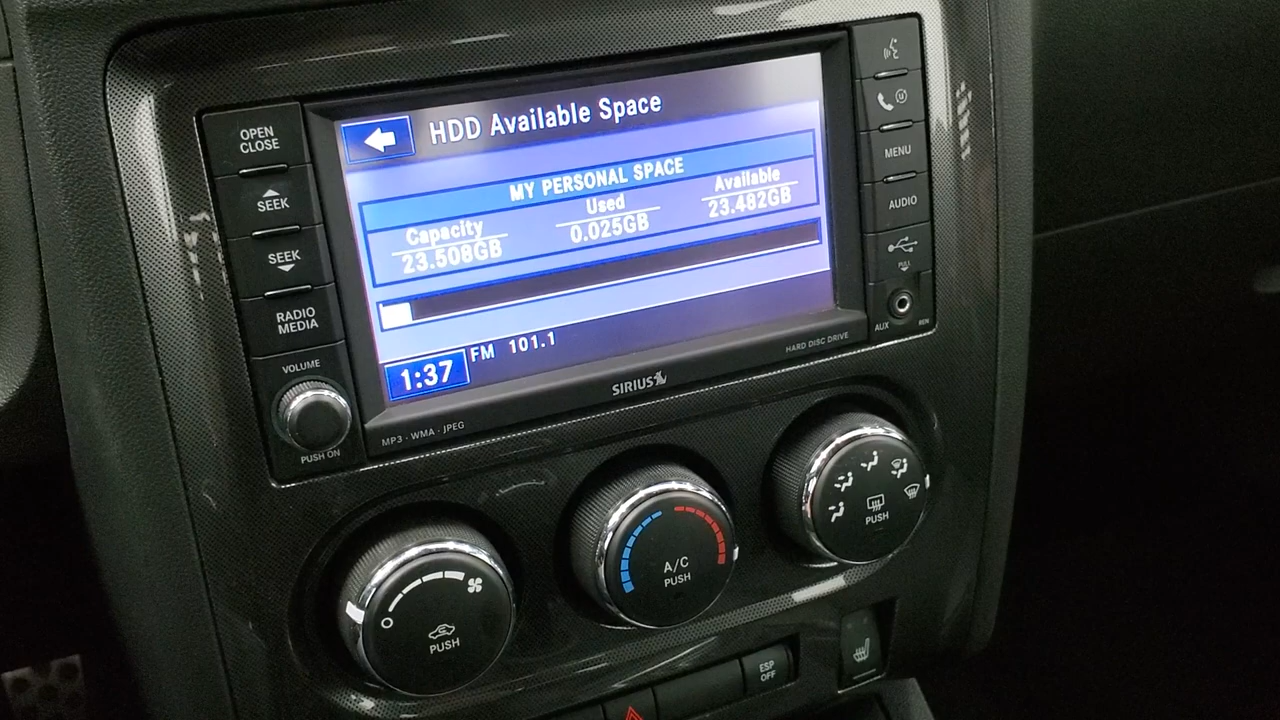 OPEN
CLOSE
SEEK
SEEK
RADIO
MEDIA
VOLUME
PUSH ON
HDD Available Space
MY PERSONAL SPACE
Capacity
Used
Available
23.508GB
0.025GB
23.482GB
1:37
FM 101.1
MP3 · WMA · JPEG
SIRIUS
HARD DISC DRIVE
MENU
AUDIO
PULL
AUX
REN
PUSH
A/C
PUSH
PUSH
ESP
OFF